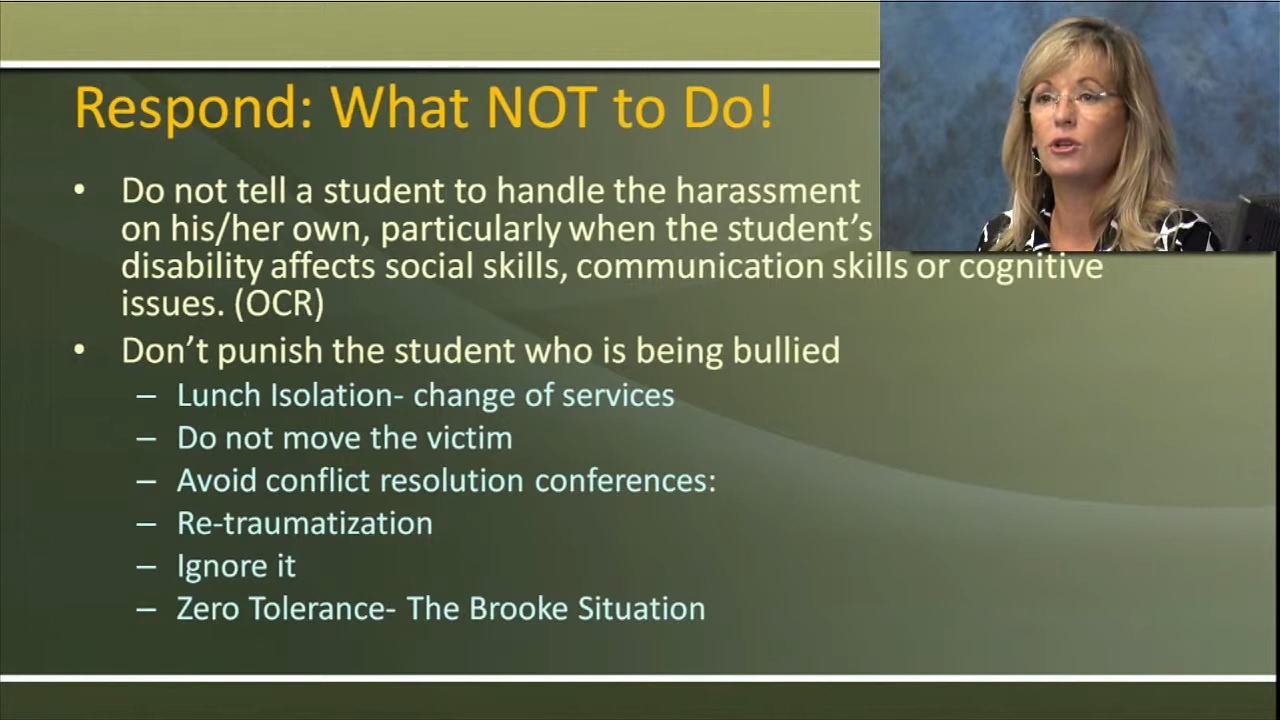 Respond: What NOT to Do!
• Do not tell a student to handle the harassment
on his/her own, particularly when the student’s
disability affects social skills, communication skills or cognitive
issues. (OCR)
• Don’t punish the student who is being bullied
– Lunch Isolation- change of services
– Do not move the victim
– Avoid conflict resolution conferences:
– Re-traumatization
– Ignore it
– Zero Tolerance- The Brooke Situation